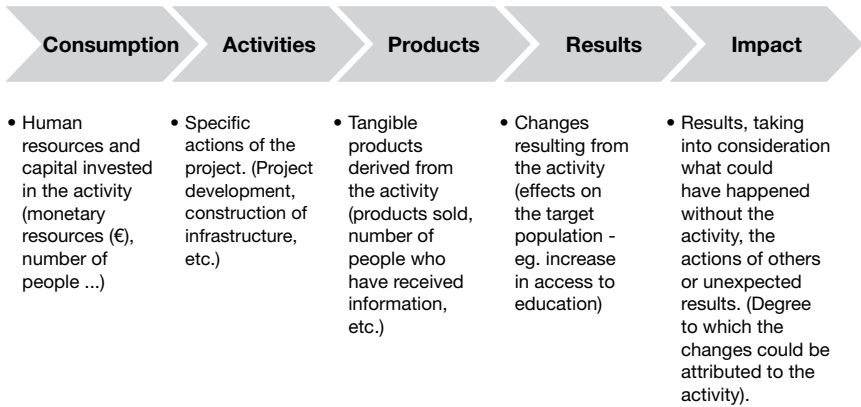 Consumption
Activities
Products
Results
Impact
• Human
resources and
capital invested
in the activity
(monetary
resources (€),
number of
people ...)
• Specific
actions of the
project. (Project
development,
construction of
infrastructure,
etc.)
• Tangible
products
derived from
the activity
(products sold,
number of
people who
have received
information,
etc.)
• Changes
resulting from
the activity
(effects on
the target
population -
eg. increase
in access to
education)
• Results, taking
into consideration
what could
have happened
without the
activity, the
actions of others
or unexpected
results. (Degree
to which the
changes could be
attributed to the
activity).